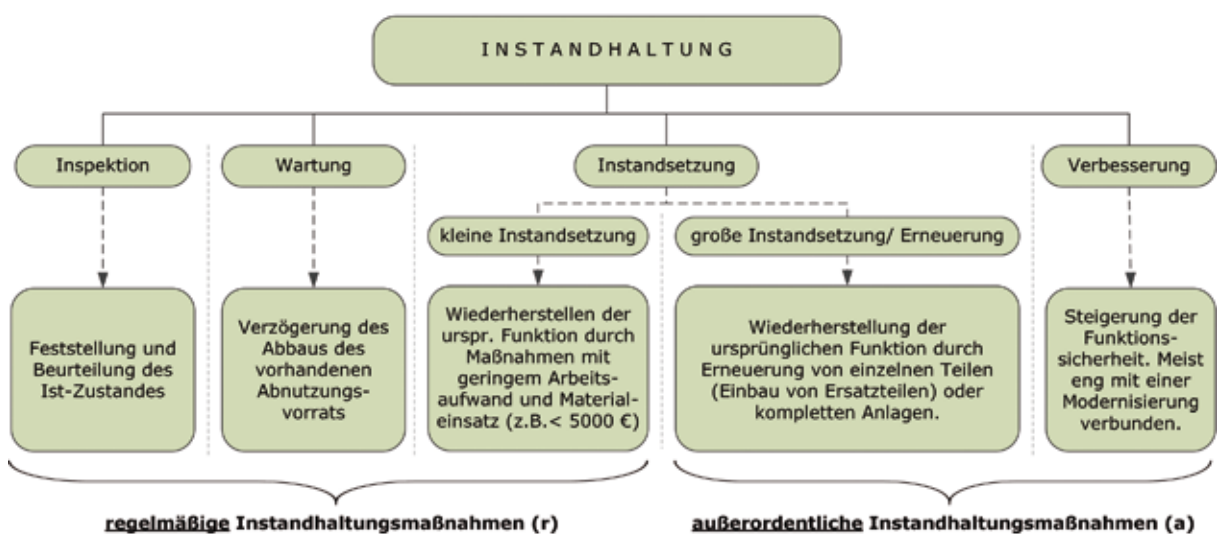 INSTANDHALTUNG
Inspektion
Wartung
Instandsetzung
Verbesserung
kleine Instandsetzung
große Instandsetzung/ Erneuerung
Feststellung und
Beurteilung des
Ist-Zustandes
Verzögerung des
Abbaus des
vorhandenen
Abnutzungs-
vorrats
Wiederherstellen der
urspr. Funktion durch
Maßnahmen mit
geringem Arbeits-
aufwand und Material-
einsatz (z.B.< 5000 €)
Wiederherstellung der
ursprünglichen Funktion durch
Erneuerung von einzelnen Teilen
(Einbau von Ersatzteilen) oder
kompletten Anlagen.
Steigerung der
Funktions-
sicherheit. Meist
eng mit einer
Modernisierung
verbunden.
regelmäßige Instandhaltungsmaßnahmen (r)
außerordentliche Instandhaltungsmaßnahmen (a)